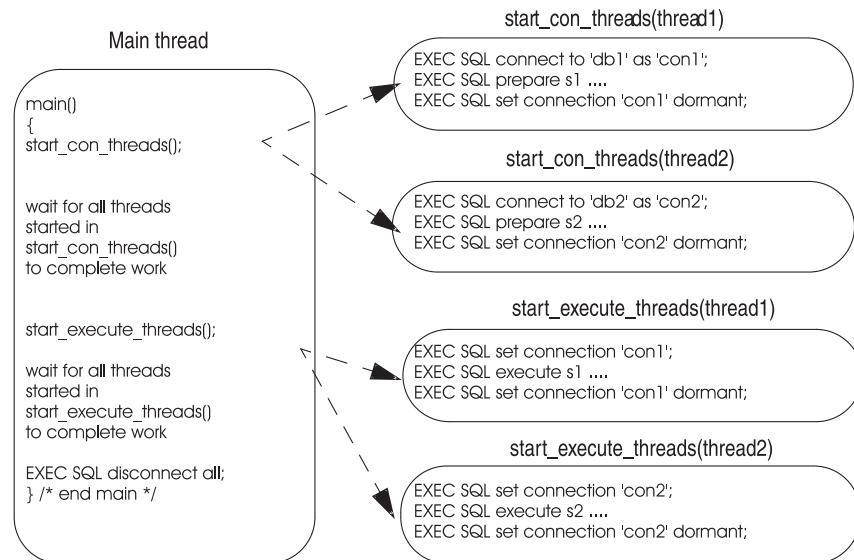 Main thread
main()
{
start_con_threads();
wait for all threads
started in
start_con_threads()
to complete work
start_execute_threads();
wait for all threads
started in
start_execute_threads()
to complete work
EXEC SQL disconnect all;
} /* end main */
start_con_threads(thread1)
EXEC SQL connect to 'db1' as 'con1';
EXEC SQL prepare s1 ....
EXEC SQL set connection 'con1' dormant;
start_con_threads(thread2)
EXEC SQL connect to 'db2' as 'con2';
EXEC SQL prepare s2 ....
EXEC SQL set connection 'con2' dormant;
start_execute_threads(thread1)
EXEC SQL set connection 'con1';
EXEC SQL execute s1 ....
EXEC SQL set connection 'con1' dormant;
start_execute_threads(thread2)
EXEC SQL set connection 'con2';
EXEC SQL execute s2 ....
EXEC SQL set connection 'con2' dormant;